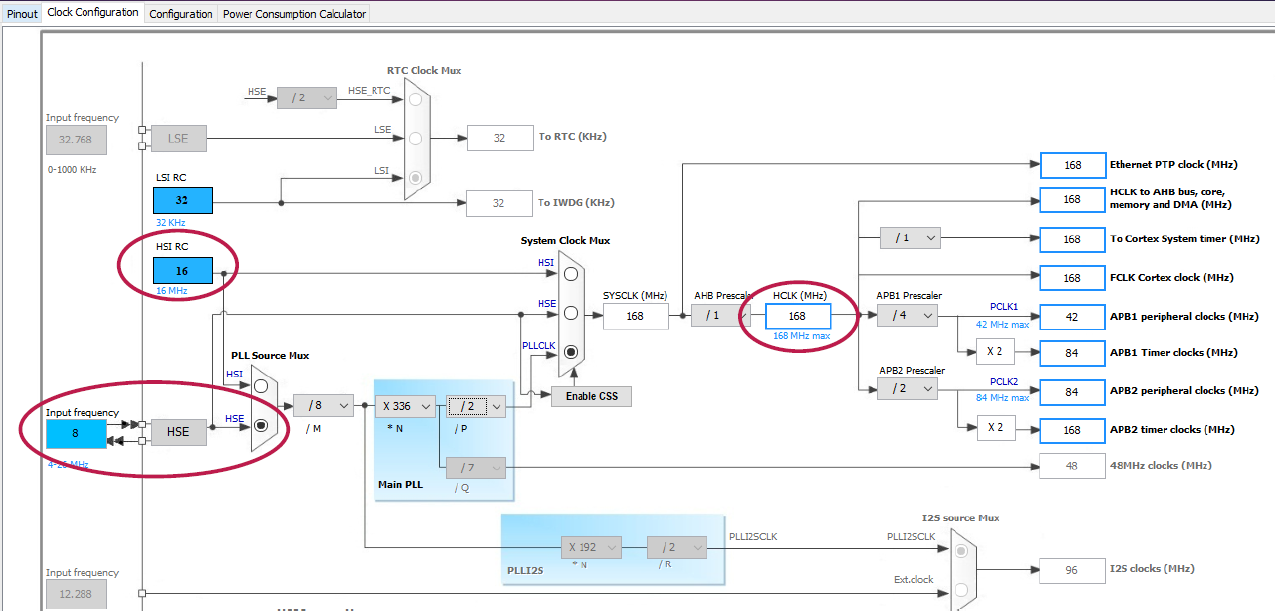 Pinout Clock Configuration Configuration Power Consumption Calculator
RTC Clock Mux
HSE / 2 HSE_RTC
Input frequency
32.768
0-1000 KHz
LSE LSE
32 To RTC (KHz)
LSI RC
32
32 KHz
LSI
32 To IWDG (KHz)
HSI RC
16
16 MHz
System Clock Mux
HSI
HSE
PLLCLK
SYSCLK (MHz)
168
AHB Prescaler
/ 1
HCLK (MHz)
168
168 MHz max
168 Ethernet PTP clock (MHz)
168 HCLK to AHB bus, core,
memory and DMA (MHz)
/ 1 168 To Cortex System timer (MHz)
168 FCLK Cortex clock (MHz)
APB1 Prescaler
/ 4
PCLK1
42 MHz max
42 APB1 peripheral clocks (MHz)
X 2 84 APB1 Timer clocks (MHz)
APB2 Prescaler
/ 2
PCLK2
84 MHz max
84 APB2 peripheral clocks (MHz)
X 2 168 APB2 timer clocks (MHz)
Enable CSS
PLL Source Mux
HSI
HSE
Input frequency
8
4-26 MHz
HSE
/ 8
/ M
X 336
* N
/ 2
/ P
/ 7
/ Q
Main PLL
48 48MHz clocks (MHz)
PLLI2S
X 192
* N
/ 2
/ R
PLLI2SCLK
I2S source Mux
PLLI2SCLK
Ext.clock
96 I2S clocks (MHz)
Input frequency
12.288